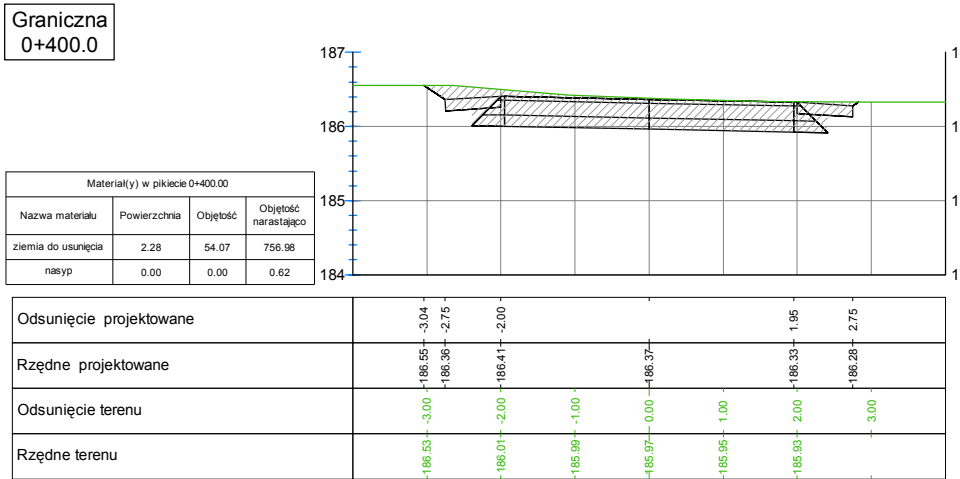 Graniczna
0+400.0
187
186
185
184
1
1
1
1
Materiał(y) w pikiecie 0+400.00
Nazwa materiału Powierzchnia Objętość Objętość narastająco
ziemia do usunięcia 2.28 54.07 756.98
nasyp 0.00 0.00 0.62
Odsunięcie projektowane -3.04 -2.75 -2.00 1.95 2.75
Rzędne projektowane 186.55 186.36 186.41 186.37 186.33 186.28
Odsunięcie terenu -3.00 -2.00 -1.00 0.00 1.00 2.00 3.00
Rzędne terenu 186.53 186.01 185.99 185.97 185.95 185.93